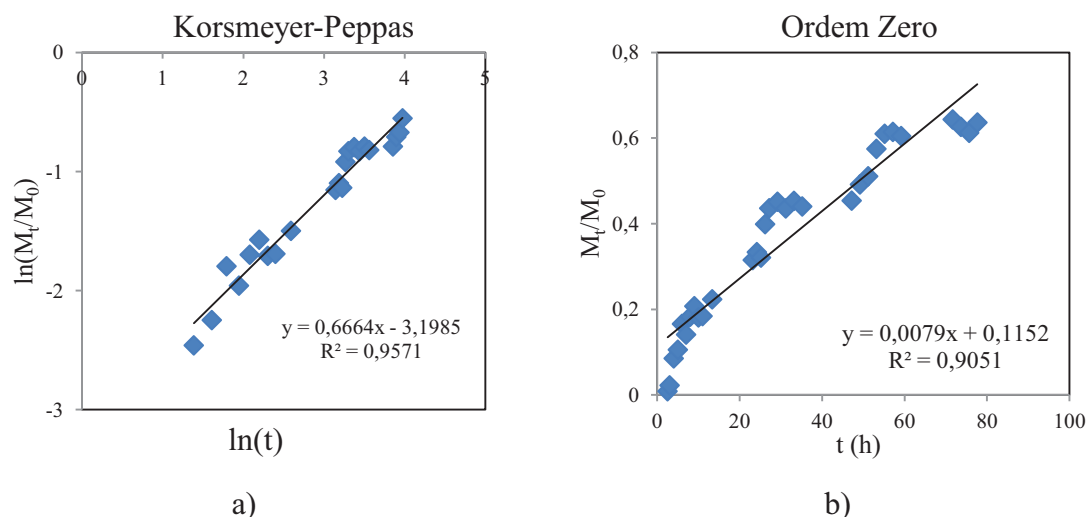 Korsmeyer-Peppas
0
0
1
2
3
4
5
-1
-2
-3
ln(Mt/M0)
y = 0,6664x - 3,1985
R² = 0,9571
ln(t)
a)
Ordem Zero
0,8
0,6
0,4
0,2
0
Mt/M0
y = 0,0079x + 0,1152
R² = 0,9051
0
20
40
60
80
100
t (h)
b)